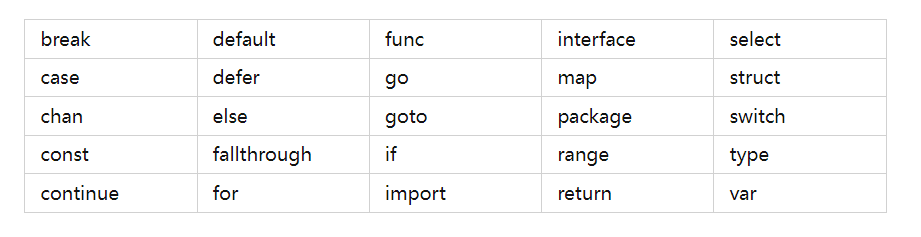 break default func interface select
case defer go map struct
chan else goto package switch
const fallthrough if range type
continue for import return var